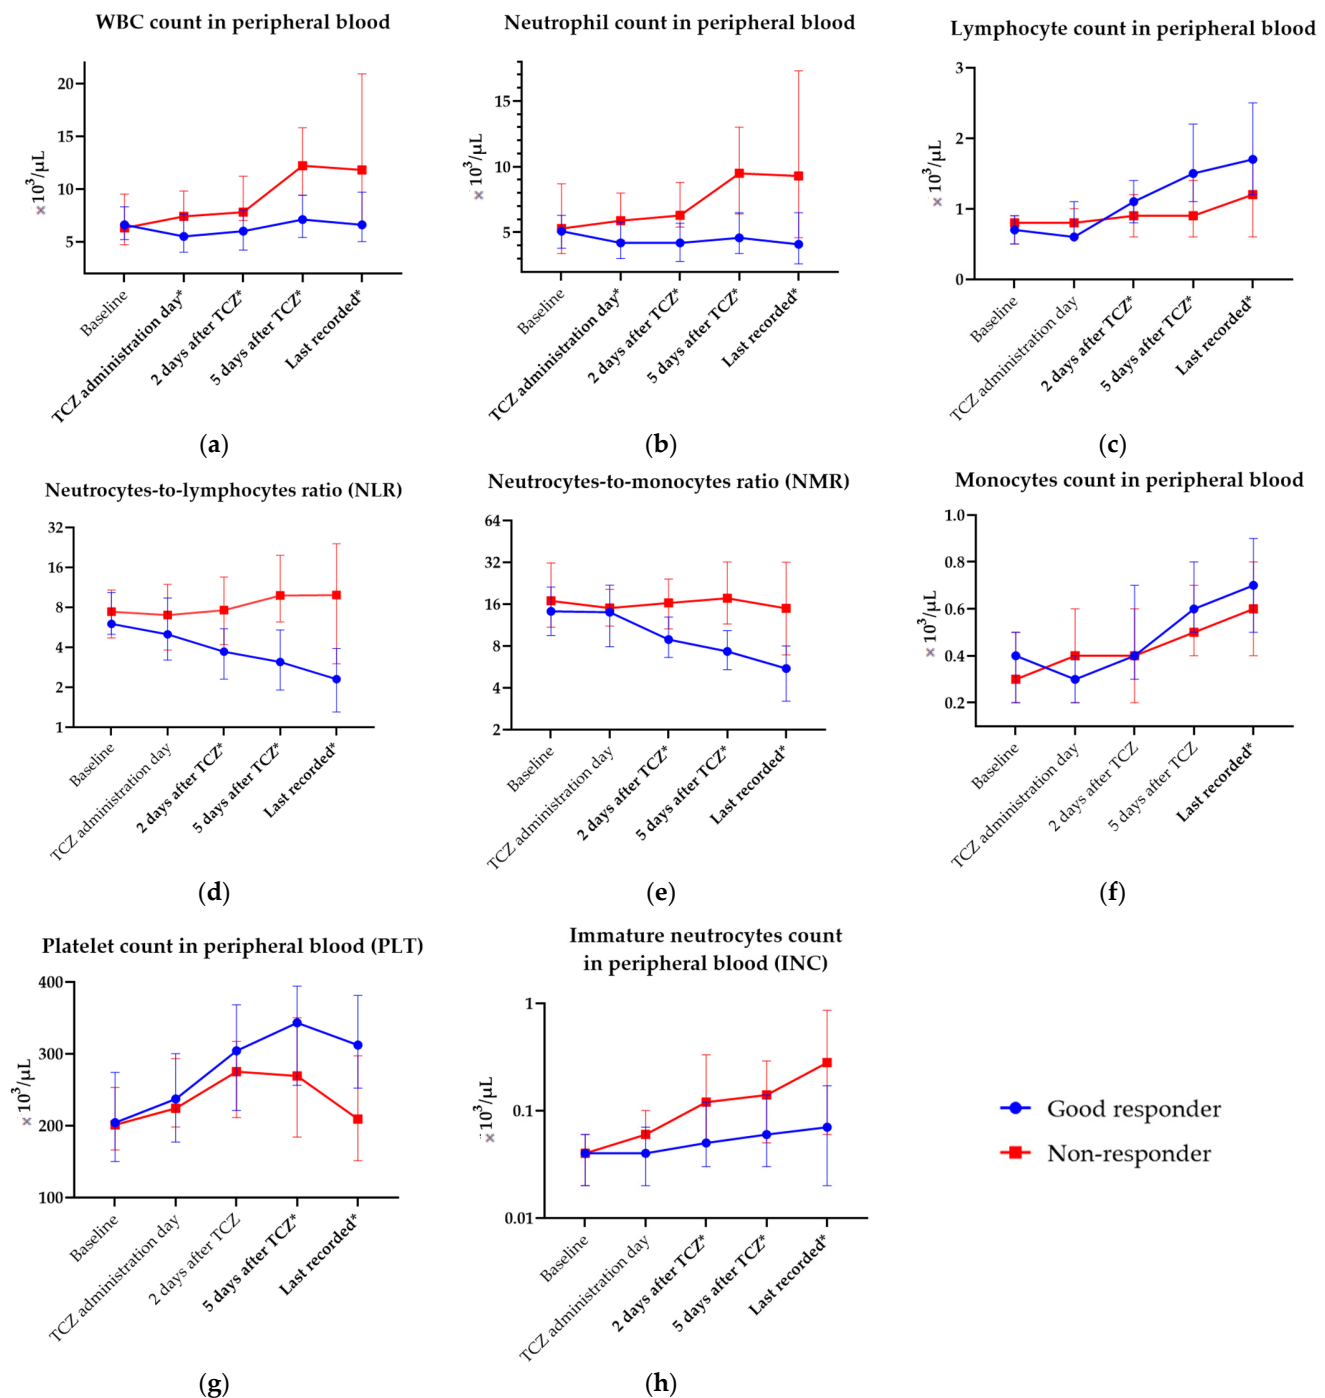 WBC count in peripheral blood
× 10³/µL
20
15
10
5
Baseline
TCZ administration day*
2 days after TCZ*
5 days after TCZ*
Last recorded*
(a)
Neutrophil count in peripheral blood
× 10³/µL
15
10
5
Baseline
TCZ administration day*
2 days after TCZ*
5 days after TCZ*
Last recorded*
(b)
Lymphocyte count in peripheral blood
× 10³/µL
3
2
1
0
Baseline
TCZ administration day
2 days after TCZ*
5 days after TCZ*
Last recorded*
(c)
Neutrocytes-to-lymphocytes ratio (NLR)
32
16
8
4
2
1
Baseline
TCZ administration day
2 days after TCZ*
5 days after TCZ*
Last recorded*
(d)
Neutrocytes-to-monocytes ratio (NMR)
64
32
16
8
4
2
Baseline
TCZ administration day
2 days after TCZ*
5 days after TCZ*
Last recorded*
(e)
Monocytes count in peripheral blood
× 10³/µL
1.0
0.8
0.6
0.4
0.2
Baseline
TCZ administration day
2 days after TCZ
5 days after TCZ
Last recorded*
(f)
Platelet count in peripheral blood (PLT)
× 10³/µL
400
300
200
100
Baseline
TCZ administration day
2 days after TCZ
5 days after TCZ*
Last recorded*
(g)
Immature neutrocytes count
in peripheral blood (INC)
× 10³/µL
1
0.1
0.01
Baseline
TCZ administration day
2 days after TCZ*
5 days after TCZ*
Last recorded*
(h)
Good responder
Non-responder